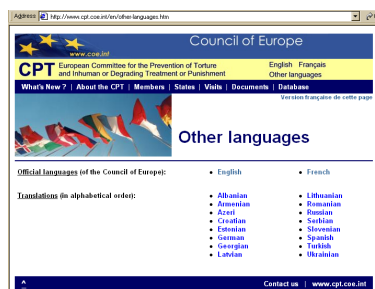 Address http://www.cpt.coe.int/en/other-languages.htm
www.coe.int
Council of Europe
CPT European Committee for the Prevention of Torture and Inhuman or Degrading Treatment or Punishment
English Français
Other languages
What's New ? | About the CPT | Members | States | Visits | Documents | Database
Version française de cette page
Other languages
Official languages (of the Council of Europe):
• English
• French
Translations (in alphabetical order):
• Albanian
• Armenian
• Azeri
• Croatian
• Estonian
• German
• Georgian
• Latvian
• Lithuanian
• Romanian
• Russian
• Serbian
• Slovenian
• Spanish
• Turkish
• Ukrainian
Contact us | www.cpt.coe.int